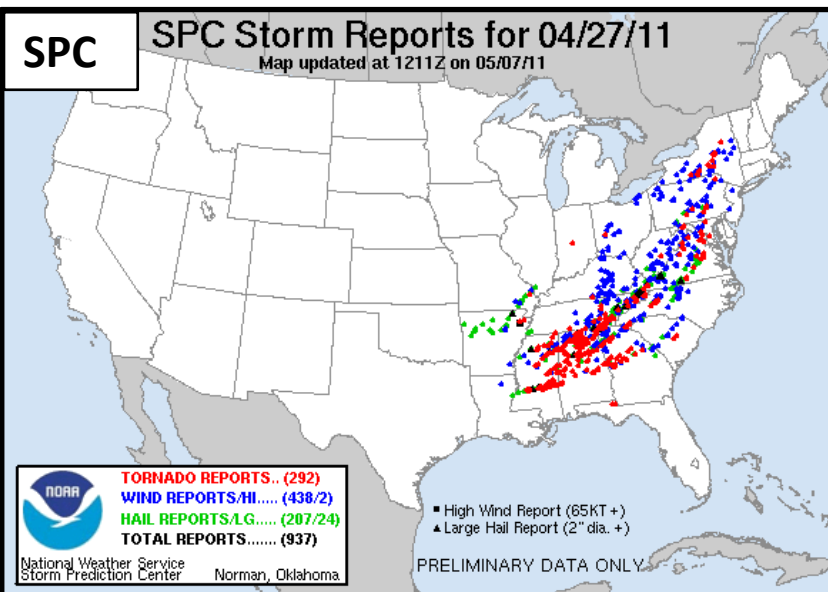 SPC
SPC Storm Reports for 04/27/11
Map updated at 1211Z on 05/07/11
NOAA
TORNADO REPORTS.. (292)
WIND REPORTS/HI..... (438/2)
HAIL REPORTS/LG..... (207/24)
TOTAL REPORTS....... (937)
National Weather Service
Storm Prediction Center Norman, Oklahoma
High Wind Report (65KT +)
Large Hail Report (2" dia. +)
PRELIMINARY DATA ONLY